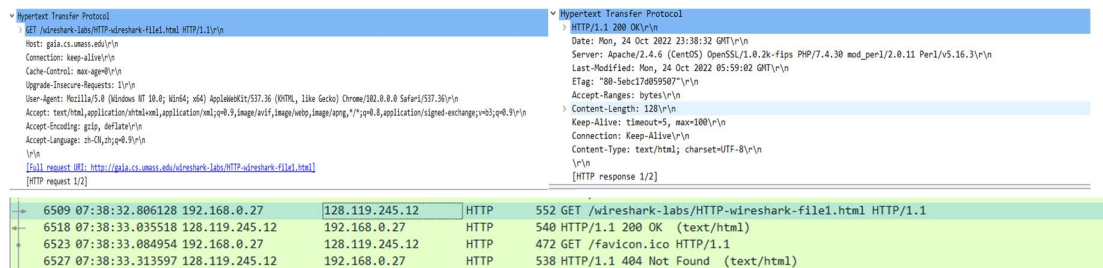 Hypertext Transfer Protocol
GET /wireshark-labs/HTTP-wireshark-file1.html HTTP/1.1\r\n
Host: gaia.cs.umass.edu\r\n
Connection: keep-alive\r\n
Cache-Control: max-age=0\r\n
Upgrade-Insecure-Requests: 1\r\n
User-Agent: Mozilla/5.0 (Windows NT 10.0; Win64; x64) AppleWebKit/537.36 (KHTML, like Gecko) Chrome/102.0.0.0 Safari/537.36\r\n
Accept: text/html,application/xhtml+xml,application/xml;q=0.9,image/avif,image/webp,image/apng,*/*;q=0.8,application/signed-exchange;v=b3;q=0.9\r\n
Accept-Encoding: gzip, deflate\r\n
Accept-Language: zh-CN,zh;q=0.9\r\n
\r\n
[Full request URI: http://gaia.cs.umass.edu/wireshark-labs/HTTP-wireshark-file1.html]
[HTTP request 1/2]
Hypertext Transfer Protocol
HTTP/1.1 200 OK\r\n
Date: Mon, 24 Oct 2022 23:38:32 GMT\r\n
Server: Apache/2.4.6 (CentOS) OpenSSL/1.0.2k-fips PHP/7.4.30 mod_perl/2.0.11 Perl/v5.16.3\r\n
Last-Modified: Mon, 24 Oct 2022 05:59:02 GMT\r\n
ETag: "80-5ebc17d059507"\r\n
Accept-Ranges: bytes\r\n
Content-Length: 128\r\n
Keep-Alive: timeout=5, max=100\r\n
Connection: Keep-Alive\r\n
Content-Type: text/html; charset=UTF-8\r\n
\r\n
[HTTP response 1/2]
6509 07:38:32.806128 192.168.0.27 128.119.245.12 HTTP 552 GET /wireshark-labs/HTTP-wireshark-file1.html HTTP/1.1
6518 07:38:33.035518 128.119.245.12 192.168.0.27 HTTP 540 HTTP/1.1 200 OK (text/html)
6523 07:38:33.084954 192.168.0.27 128.119.245.12 HTTP 472 GET /favicon.ico HTTP/1.1
6527 07:38:33.313597 128.119.245.12 192.168.0.27 HTTP 538 HTTP/1.1 404 Not Found (text/html)